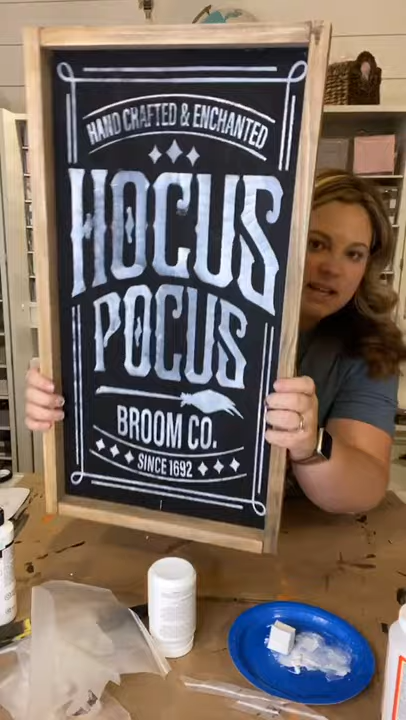 HAND CRAFTED & ENCHANTED
HOCUS
POCUS
BROOM CO.
SINCE 1692